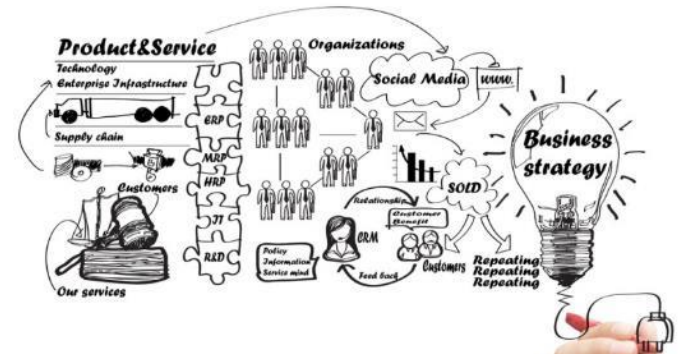 Product&Service
Technology
Enterprise Infrastructure
Supply chain
Customers
Our services
ERP
MRP
HRP
IT
R&D
Organizations
Social Media
www.
SOLD
Relationship
Customer
Benefit
CRM
Policy
Information
Service mind
Feed back
Customers
Repeating
Repeating
Repeating
Business
strategy